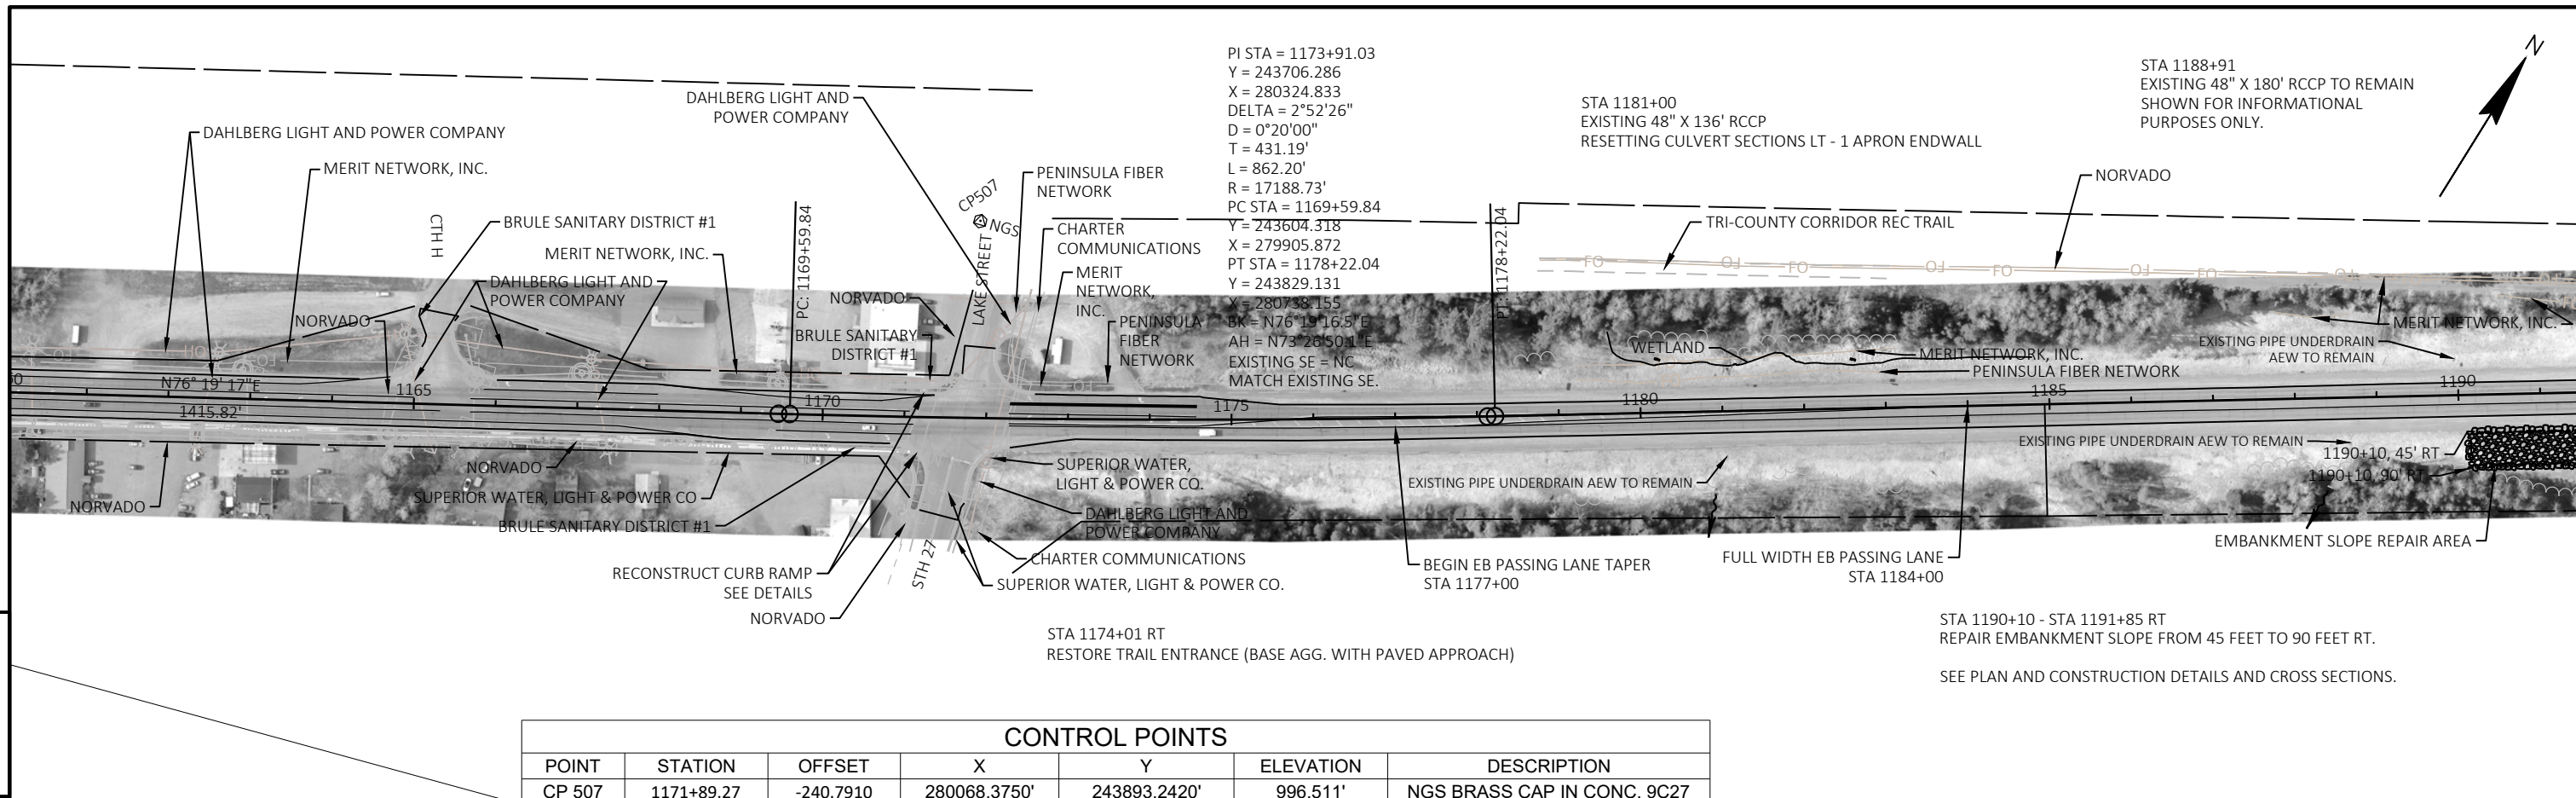 PI STA = 1173+91.03
Y = 243706.286
X = 280324.833
DELTA = 2°52'26"
D = 0°20'00"
T = 431.19'
L = 862.20'
R = 17188.73'
PC STA = 1169+59.84
Y = 243604.318
X = 279905.872
PT STA = 1178+22.04
Y = 243829.131
X = 280738.155
BK = N76°19'16.5"E
AH = N73°26'50.1"E
EXISTING SE = NC
MATCH EXISTING SE.
STA 1188+91
EXISTING 48" X 180' RCCP TO REMAIN
SHOWN FOR INFORMATIONAL
PURPOSES ONLY.
N
STA 1181+00
EXISTING 48" X 136' RCCP
RESETTING CULVERT SECTIONS LT - 1 APRON ENDWALL
DAHLBERG LIGHT AND
POWER COMPANY
DAHLBERG LIGHT AND POWER COMPANY
MERIT NETWORK, INC.
PENINSULA FIBER
NETWORK
NORVADO
CP507
NGS
CTH H
BRULE SANITARY DISTRICT #1
PC: 1169+59.84
LAKE STREET
CHARTER
COMMUNICATIONS
PT: 1178+22.04
TRI-COUNTY CORRIDOR REC TRAIL
MERIT NETWORK, INC.
DAHLBERG LIGHT AND
POWER COMPANY
MERIT
NETWORK,
INC.
FO
FO
FO
FO
FO
FO
FO
FO
NORVADO
NORVADO
BRULE SANITARY
DISTRICT #1
PENINSULA
FIBER
NETWORK
MERIT NETWORK, INC.
EXISTING PIPE UNDERDRAIN
AEW TO REMAIN
WETLAND
MERIT NETWORK, INC.
PENINSULA FIBER NETWORK
N76° 19' 17"E
1415.82'
1165
1170
1175
1180
1185
1190
NORVADO
SUPERIOR WATER, LIGHT & POWER CO
NORVADO
BRULE SANITARY DISTRICT #1
SUPERIOR WATER,
LIGHT & POWER CO.
DAHLBERG LIGHT AND
POWER COMPANY
CHARTER COMMUNICATIONS
SUPERIOR WATER, LIGHT & POWER CO.
STH 27
RECONSTRUCT CURB RAMP
SEE DETAILS
NORVADO
EXISTING PIPE UNDERDRAIN AEW TO REMAIN
EXISTING PIPE UNDERDRAIN AEW TO REMAIN
1190+10, 45' RT
1190+10, 90' RT
EMBANKMENT SLOPE REPAIR AREA
BEGIN EB PASSING LANE TAPER
STA 1177+00
FULL WIDTH EB PASSING LANE
STA 1184+00
STA 1174+01 RT
RESTORE TRAIL ENTRANCE (BASE AGG. WITH PAVED APPROACH)
STA 1190+10 - STA 1191+85 RT
REPAIR EMBANKMENT SLOPE FROM 45 FEET TO 90 FEET RT.
SEE PLAN AND CONSTRUCTION DETAILS AND CROSS SECTIONS.
CONTROL POINTS
POINT STATION OFFSET X Y ELEVATION DESCRIPTION
CP 507 1171+89.27 -240.7910 280068.3750' 243893.2420' 996.511' NGS BRASS CAP IN CONC. 9C27